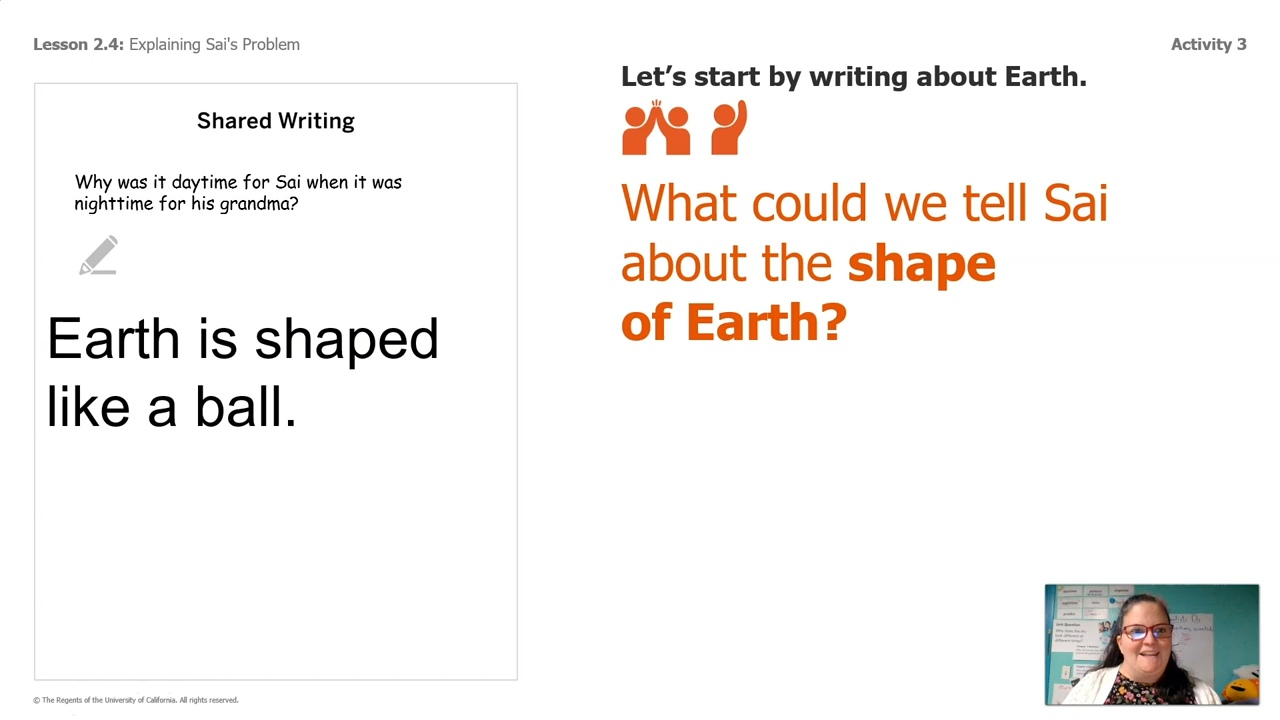 Lesson 2.4: Explaining Sai's Problem
Activity 3
Shared Writing
Why was it daytime for Sai when it was
nighttime for his grandma?
Earth is shaped
like a ball.
Let's start by writing about Earth.
What could we tell Sai
about the shape
of Earth?
© The Regents of the University of California. All rights reserved.
Unit Question